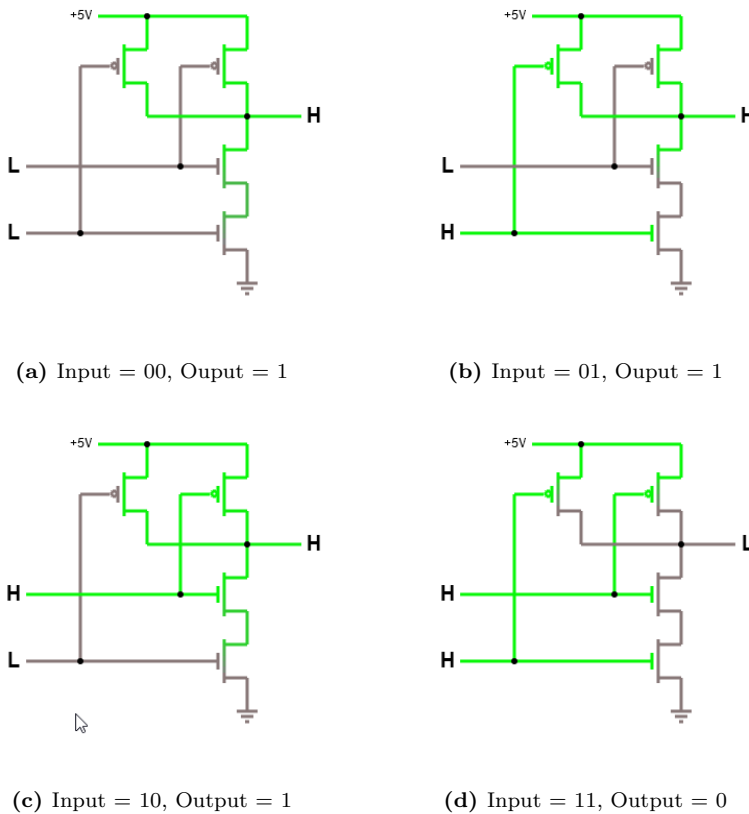 +5V
H
L
L
(a) Input = 00, Ouput = 1
+5V
H
L
H
(b) Input = 01, Ouput = 1
+5V
H
H
L
(c) Input = 10, Output = 1
+5V
L
H
H
(d) Input = 11, Output = 0